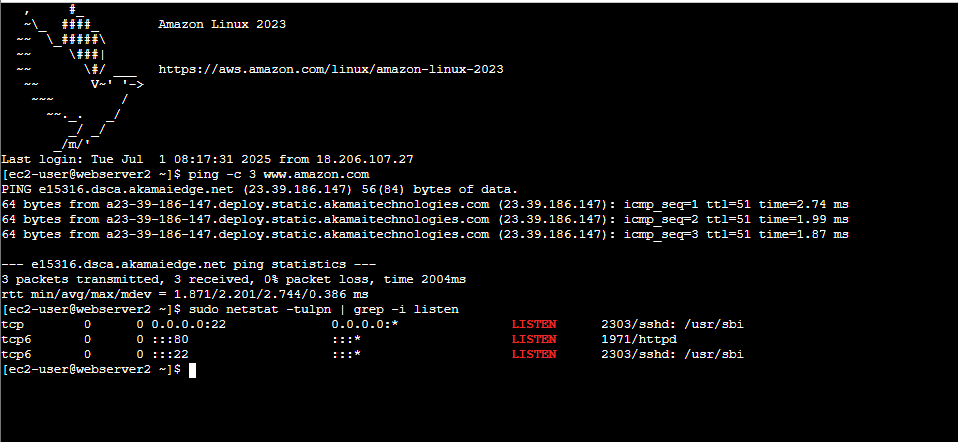 ,     #_
   ~\_  ####_        Amazon Linux 2023
  ~~  \_#####\
  ~~     \###|
  ~~       \#/ ___   https://aws.amazon.com/linux/amazon-linux-2023
   ~~       V~' '->
    ~~~         /
      ~~._.   _/
         _/ _/
       _/m/'
Last login: Tue Jul  1 08:17:31 2025 from 18.206.107.27
[ec2-user@webserver2 ~]$ ping -c 3 www.amazon.com
PING e15316.dsca.akamaiedge.net (23.39.186.147) 56(84) bytes of data.
64 bytes from a23-39-186-147.deploy.static.akamaitechnologies.com (23.39.186.147): icmp_seq=1 ttl=51 time=2.74 ms
64 bytes from a23-39-186-147.deploy.static.akamaitechnologies.com (23.39.186.147): icmp_seq=2 ttl=51 time=1.99 ms
64 bytes from a23-39-186-147.deploy.static.akamaitechnologies.com (23.39.186.147): icmp_seq=3 ttl=51 time=1.87 ms
--- e15316.dsca.akamaiedge.net ping statistics ---
3 packets transmitted, 3 received, 0% packet loss, time 2004ms
rtt min/avg/max/mdev = 1.871/2.201/2.744/0.386 ms
[ec2-user@webserver2 ~]$ sudo netstat -tulpn | grep -i listen
tcp        0      0 0.0.0.0:22              0.0.0.0:*               LISTEN      2303/sshd: /usr/sbi
tcp6       0      0 :::80                   :::*                    LISTEN      1971/httpd
tcp6       0      0 :::22                   :::*                    LISTEN      2303/sshd: /usr/sbi
[ec2-user@webserver2 ~]$